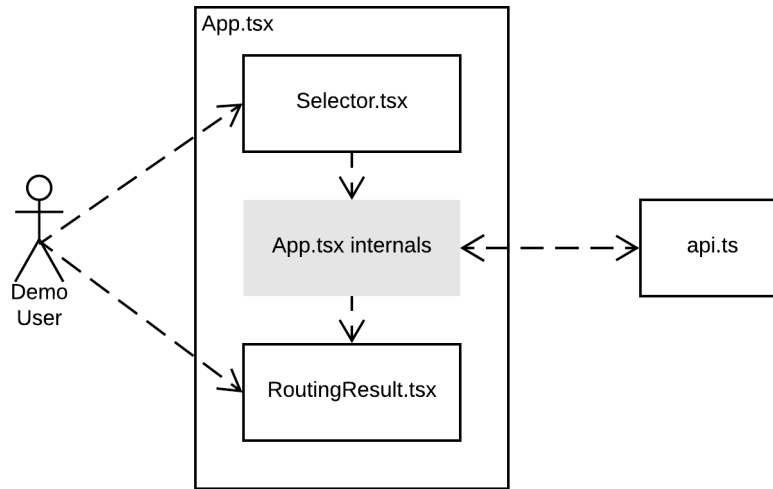 App.tsx
Selector.tsx
App.tsx internals
api.ts
Demo
User
RoutingResult.tsx